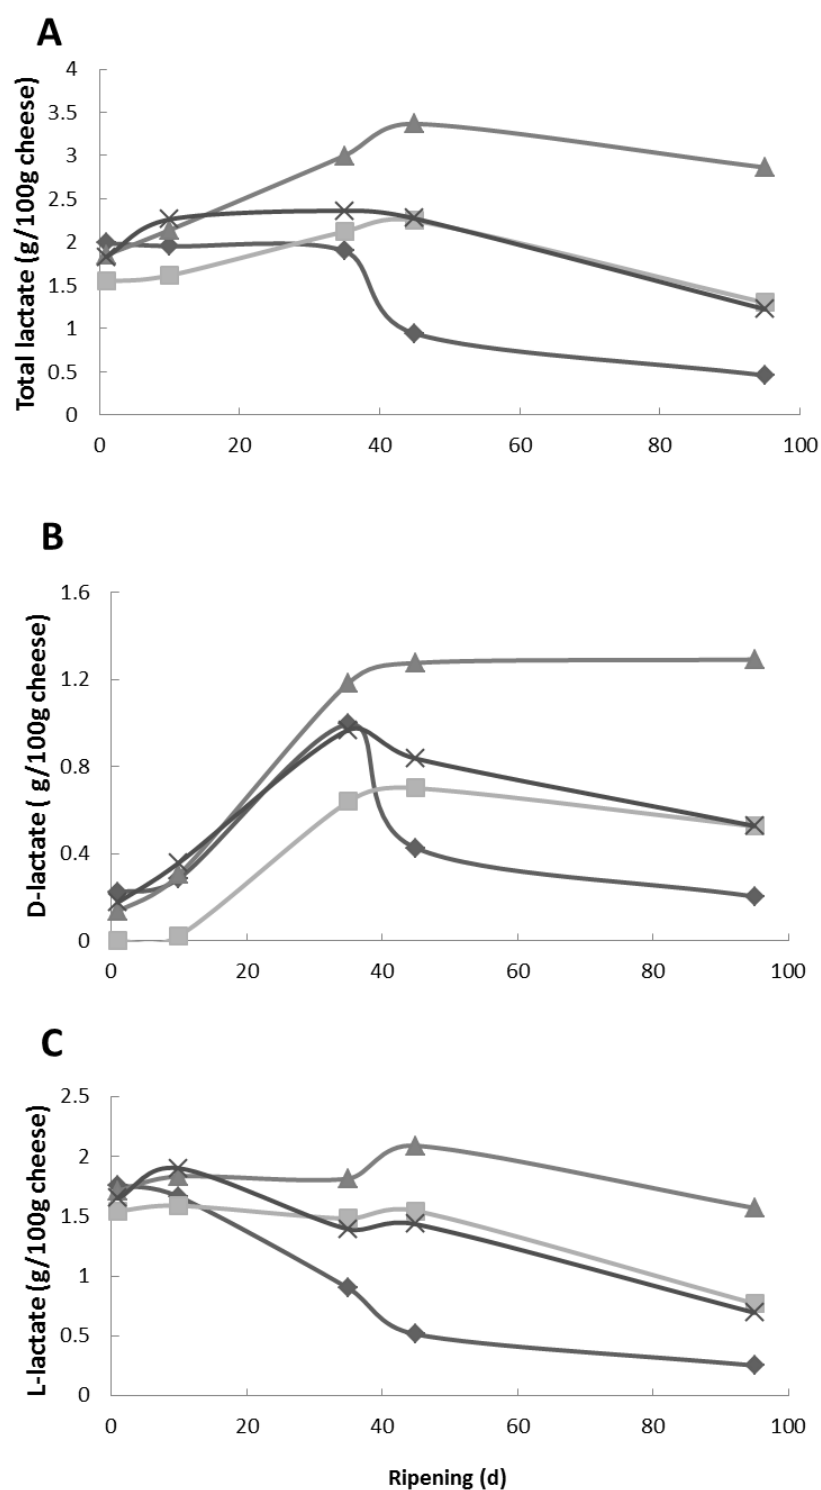 A
Total lactate (g/100g cheese)
4
3.5
3
2.5
2
1.5
1
0.5
0
0 20 40 60 80 100
B
D-lactate ( g/100g cheese)
1.6
1.2
0.8
0.4
0
0 20 40 60 80 100
C
L-lactate (g/100g cheese)
2.5
2
1.5
1
0.5
0
0 20 40 60 80 100
Ripening (d)